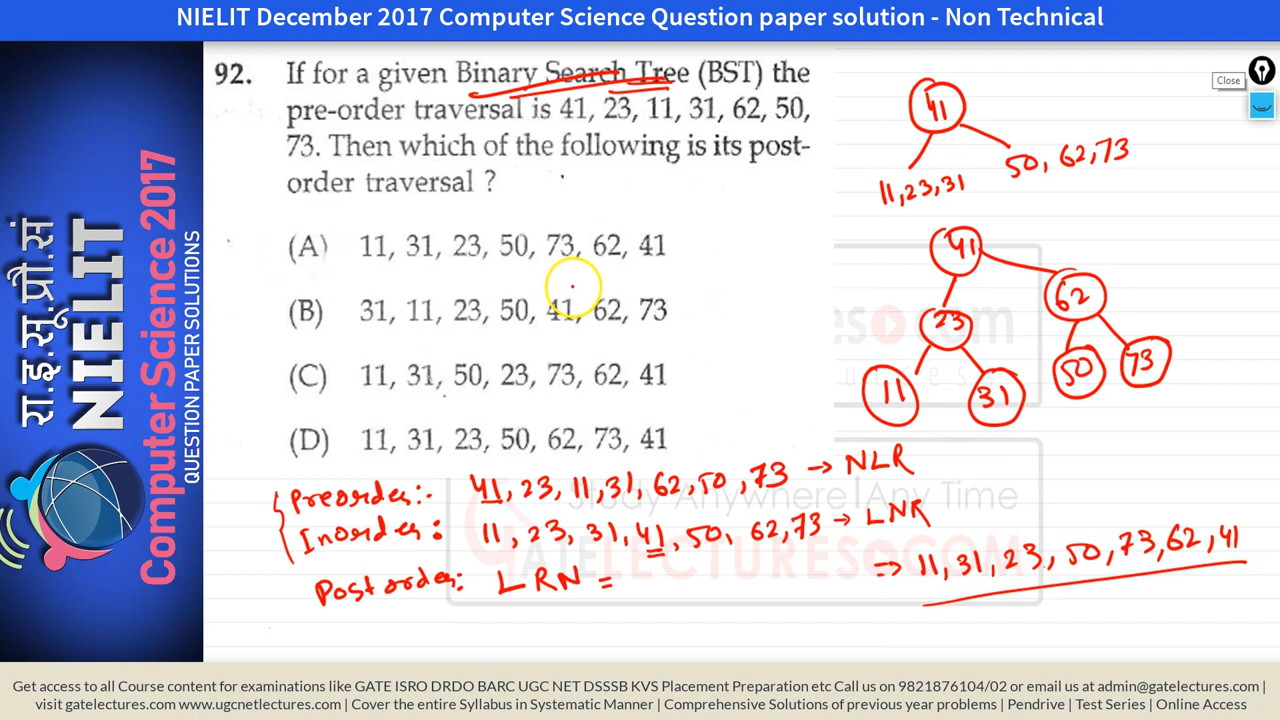 NIELIT December 2017 Computer Science Question paper solution - Non Technical
रा.इ.सू.प्रौ.सं
NIELIT
Computer Science 2017
QUESTION PAPER SOLUTIONS
92. If for a given Binary Search Tree (BST) the
pre-order traversal is 41, 23, 11, 31, 62, 50,
73. Then which of the following is its post-
order traversal ?
(A) 11, 31, 23, 50, 73, 62, 41
(B) 31, 11, 23, 50, 41, 62, 73
(C) 11, 31, 50, 23, 73, 62, 41
(D) 11, 31, 23, 50, 62, 73, 41
Close
41
11,23,31
50, 62,73
41
62
23
50
73
11
31
Preorder:- 41, 23, 11, 31, 62, 50, 73 → NLR
Inorder: 11, 23, 31, 41, 50, 62, 73 → LNR
Post order: LRN =
⇒ 11, 31, 23, 50, 73, 62, 41
Study Anywhere Any Time
Get access to all Course content for examinations like GATE ISRO DRDO BARC UGC NET DSSSB KVS Placement Preparation etc Call us on 9821876104/02 or email us at admin@gatelectures.com |
visit gatelectures.com www.ugcnetlectures.com | Cover the entire Syllabus in Systematic Manner | Comprehensive Solutions of previous year problems | Pendrive | Test Series | Online Access